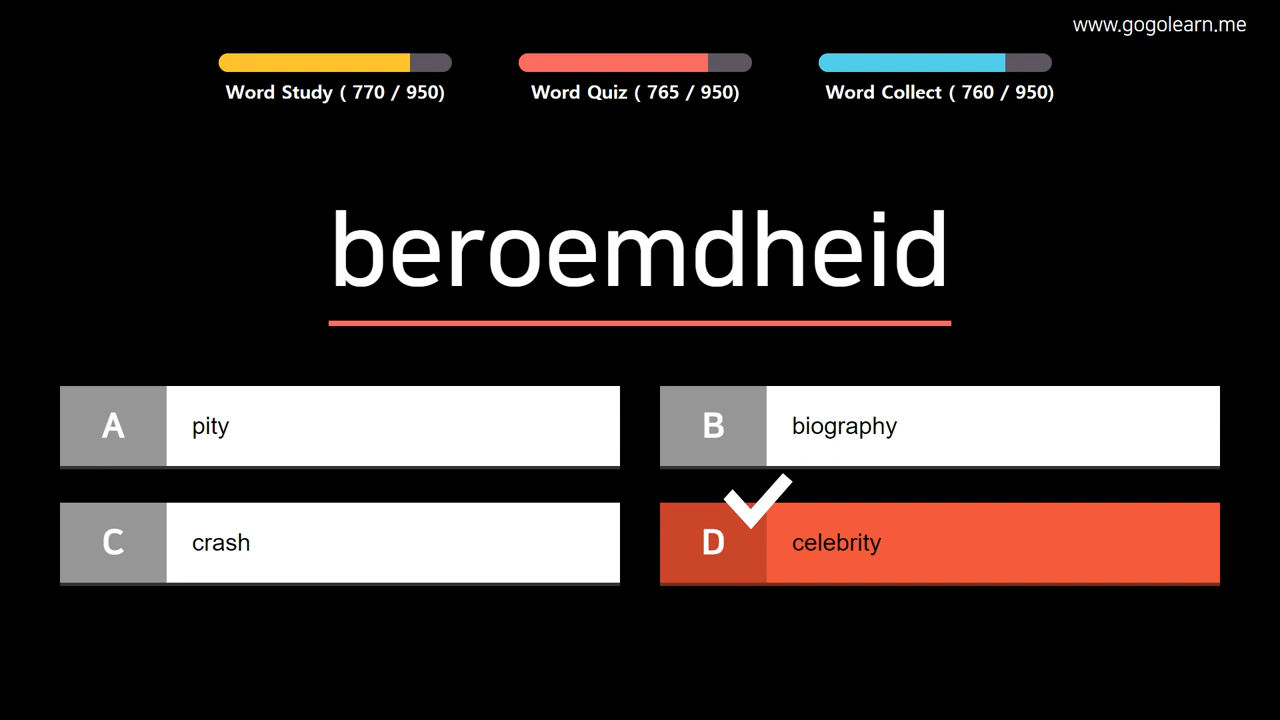 www.gogolearn.me
Word Study ( 770 / 950)
Word Quiz ( 765 / 950)
Word Collect ( 760 / 950)
beroemdheid
A pity
B biography
C crash
D celebrity